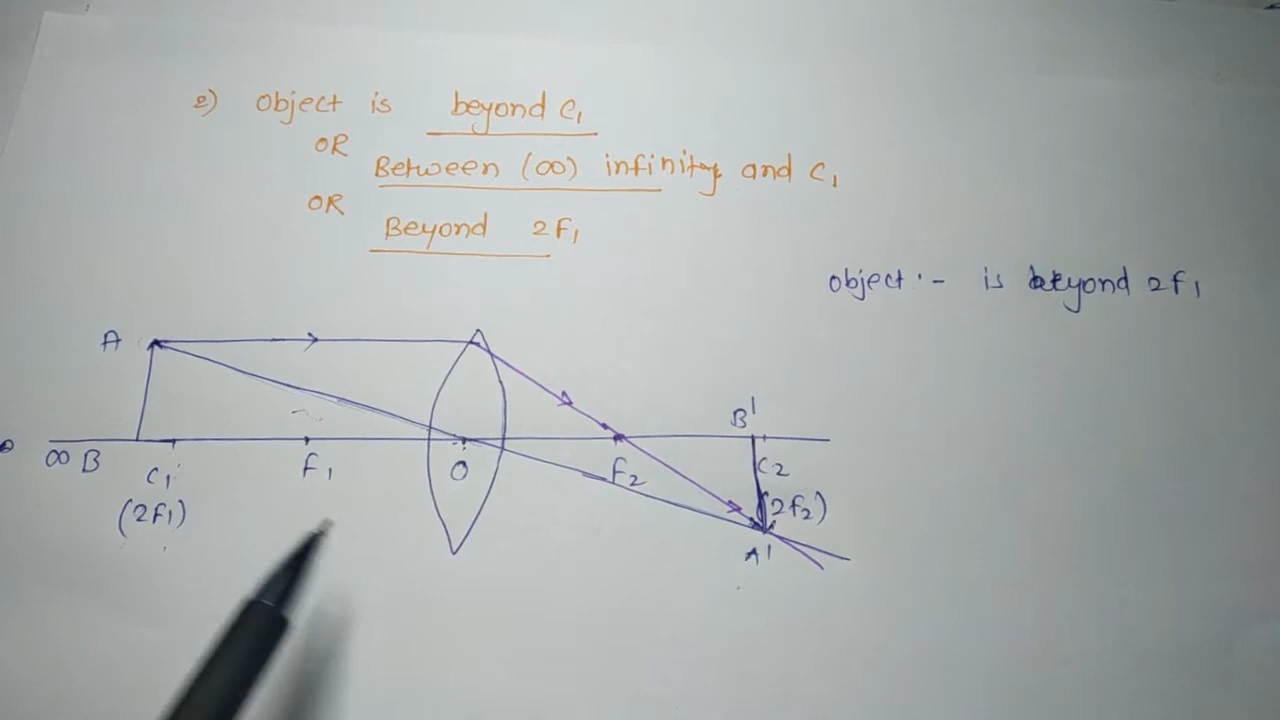 2) Object is beyond C₁
OR
Between (∞) infinity and C₁
OR
Beyond 2F₁
object :- is beyond 2F₁
A
B'
∞ B
C₁
F₁
O
F₂
C₂
(2F₁)
(2F₂)
A'